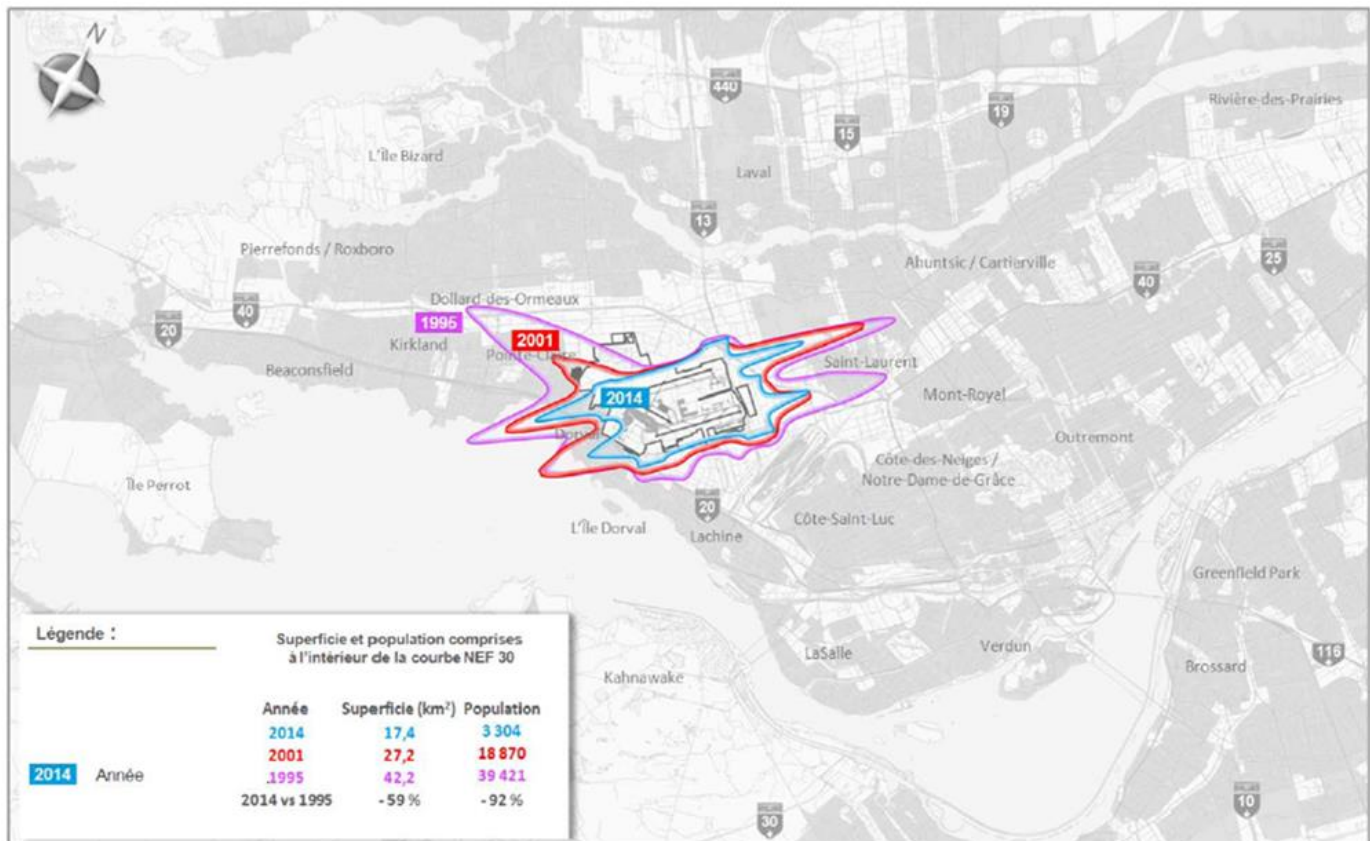 N
440
Rivière-des-Prairies
19
15
L'Île Bizard
Laval
13
Pierrefonds / Roxboro
Ahuntsic / Cartierville
25
40
Dollard-des-Ormeaux
40
20
1995
2001
Kirkland
Pointe-Claire
Saint-Laurent
Beaconsfield
2014
Mont-Royal
Dorval
Outremont
Côte-des-Neiges /
Notre-Dame-de-Grâce
Île Perrot
20
Côte-Saint-Luc
L'Île Dorval
Lachine
Greenfield Park
Verdun
LaSalle
116
Brossard
Kahnawake
10
30
Légende :
Superficie et population comprises
à l'intérieur de la courbe NEF 30
Année Superficie (km²) Population
2014 17,4 3 304
2001 27,2 18 870
.1995 42,2 39 421
2014 vs 1995 - 59 % - 92 %
2014 Année